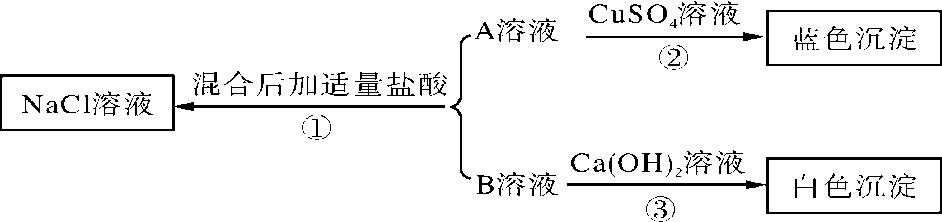 A溶液
CuSO₄溶液
②
蓝色沉淀
NaCl溶液
混合后加适量盐酸
①
B溶液
Ca(OH)₂溶液
③
白色沉淀